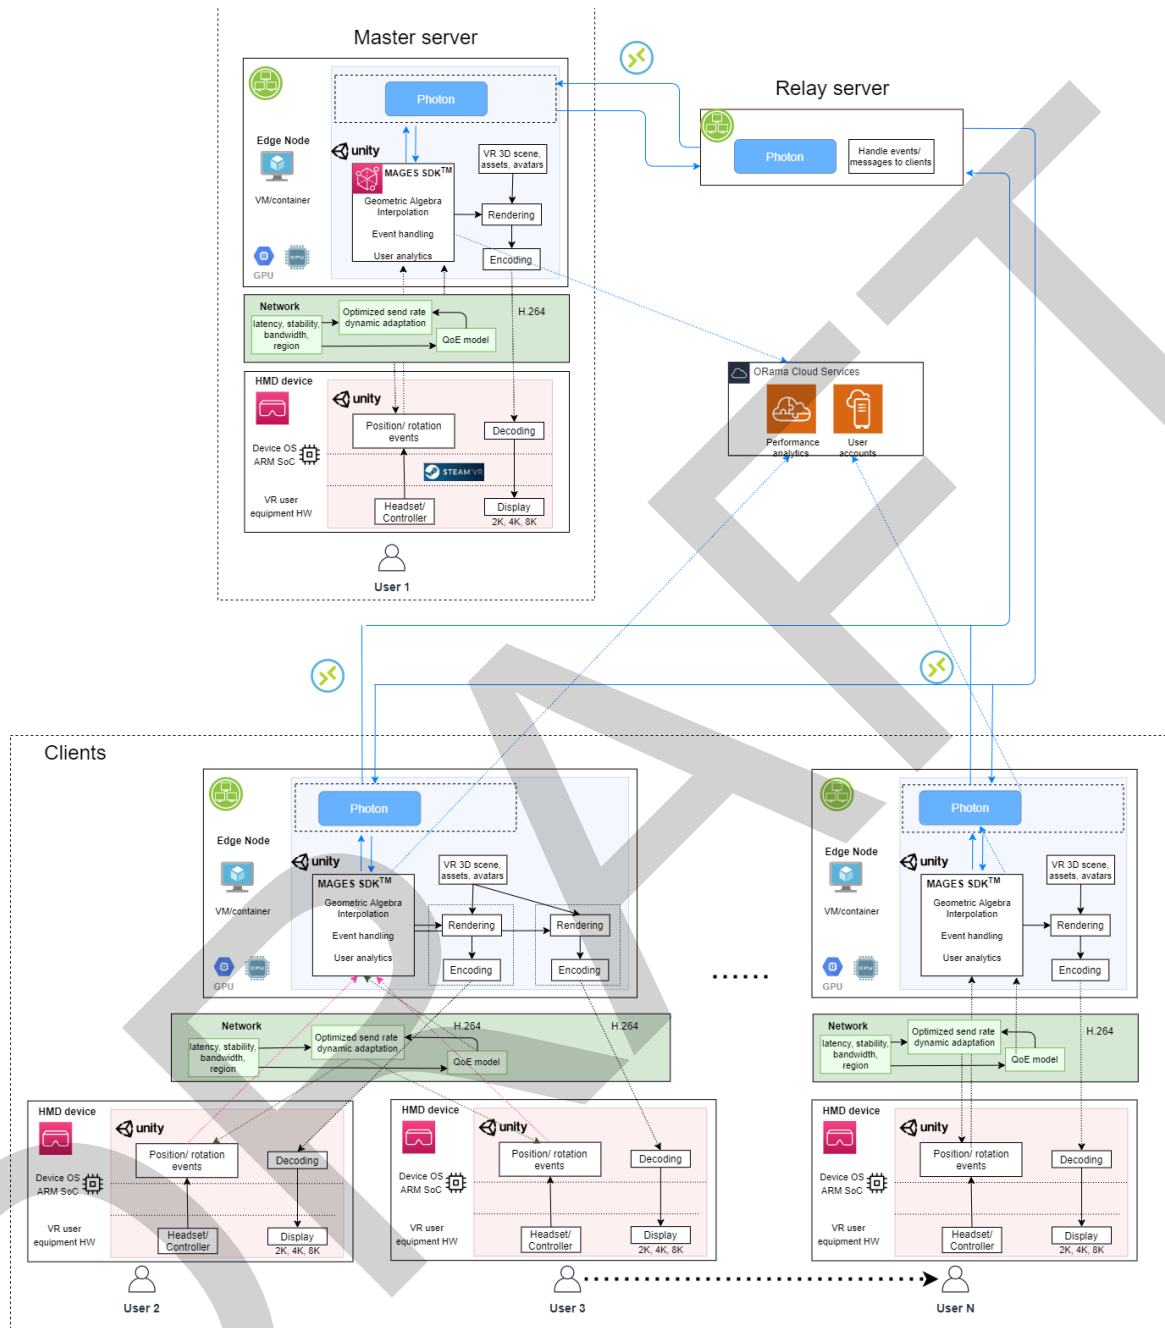 Master server
Photon
Edge Node
unity
VM/container
MAGES SDK™
Geometric Algebra
Interpolation
Event handling
User analytics
VR 3D scene,
assets, avatars
Rendering
Encoding
GPU
CPU
Network
latency, stability,
bandwidth,
region
Optimized send rate
dynamic adaptation
QoE model
H.264
HMD device
unity
Position/ rotation
events
Decoding
Device OS
ARM SoC
STEAM VR
VR user
equipment HW
Headset/
Controller
Display
2K, 4K, 8K
User 1
Relay server
Photon
Handle events/
messages to clients
ORama Cloud Services
Performance
analytics
User
accounts
Clients
Photon
Edge Node
unity
VM/container
MAGES SDK™
Geometric Algebra
Interpolation
Event handling
User analytics
VR 3D scene,
assets, avatars
Rendering
Rendering
Encoding
Encoding
GPU
CPU
Network
latency, stability,
bandwidth,
region
Optimized send rate
dynamic adaptation
QoE model
H.264
H.264
HMD device
unity
Position/ rotation
events
Decoding
Device OS
ARM SoC
VR user
equipment HW
Headset/
Controller
Display
2K, 4K, 8K
User 2
HMD device
unity
Position/ rotation
events
Decoding
Device OS
ARM SoC
VR user
equipment HW
Headset/
Controller
Display
2K, 4K, 8K
User 3
Photon
Edge Node
unity
VM/container
MAGES SDK™
Geometric Algebra
Interpolation
Event handling
User analytics
VR 3D scene,
assets, avatars
Rendering
Encoding
GPU
CPU
Network
latency, stability,
bandwidth,
region
Optimized send rate
dynamic adaptation
QoE model
H.264
HMD device
unity
Position/ rotation
events
Decoding
Device OS
ARM SoC
VR user
equipment HW
Headset/
Controller
Display
2K, 4K, 8K
User N
DRAFT